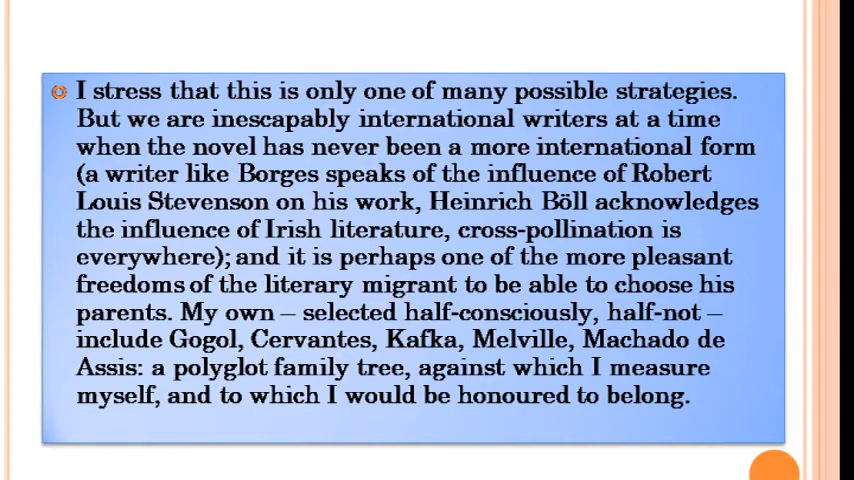 I stress that this is only one of many possible strategies.
But we are inescapably international writers at a time
when the novel has never been a more international form
(a writer like Borges speaks of the influence of Robert
Louis Stevenson on his work, Heinrich Böll acknowledges
the influence of Irish literature, cross-pollination is
everywhere); and it is perhaps one of the more pleasant
freedoms of the literary migrant to be able to choose his
parents. My own – selected half-consciously, half-not –
include Gogol, Cervantes, Kafka, Melville, Machado de
Assis: a polyglot family tree, against which I measure
myself, and to which I would be honoured to belong.